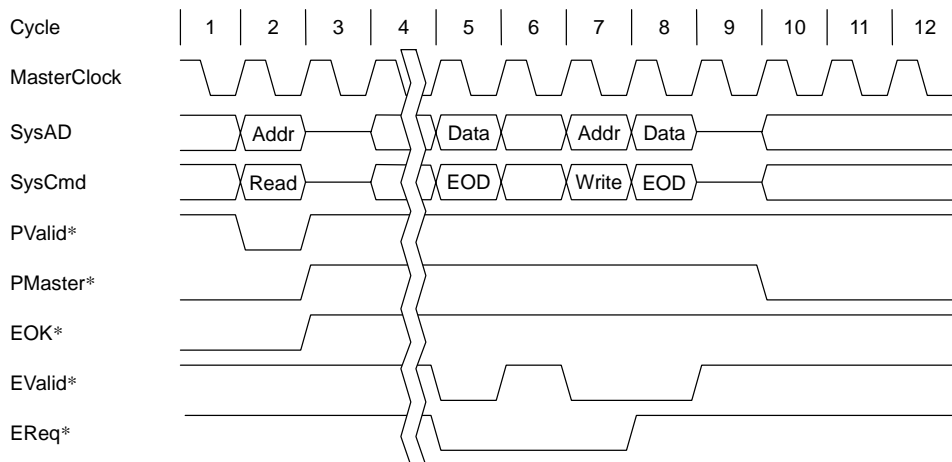 Cycle 1 2 3 4 5 6 7 8 9 10 11 12
MasterClock
SysAD Addr Data Addr Data
SysCmd Read EOD Write EOD
PValid*
PMaster*
EOK*
EValid*
EReq*